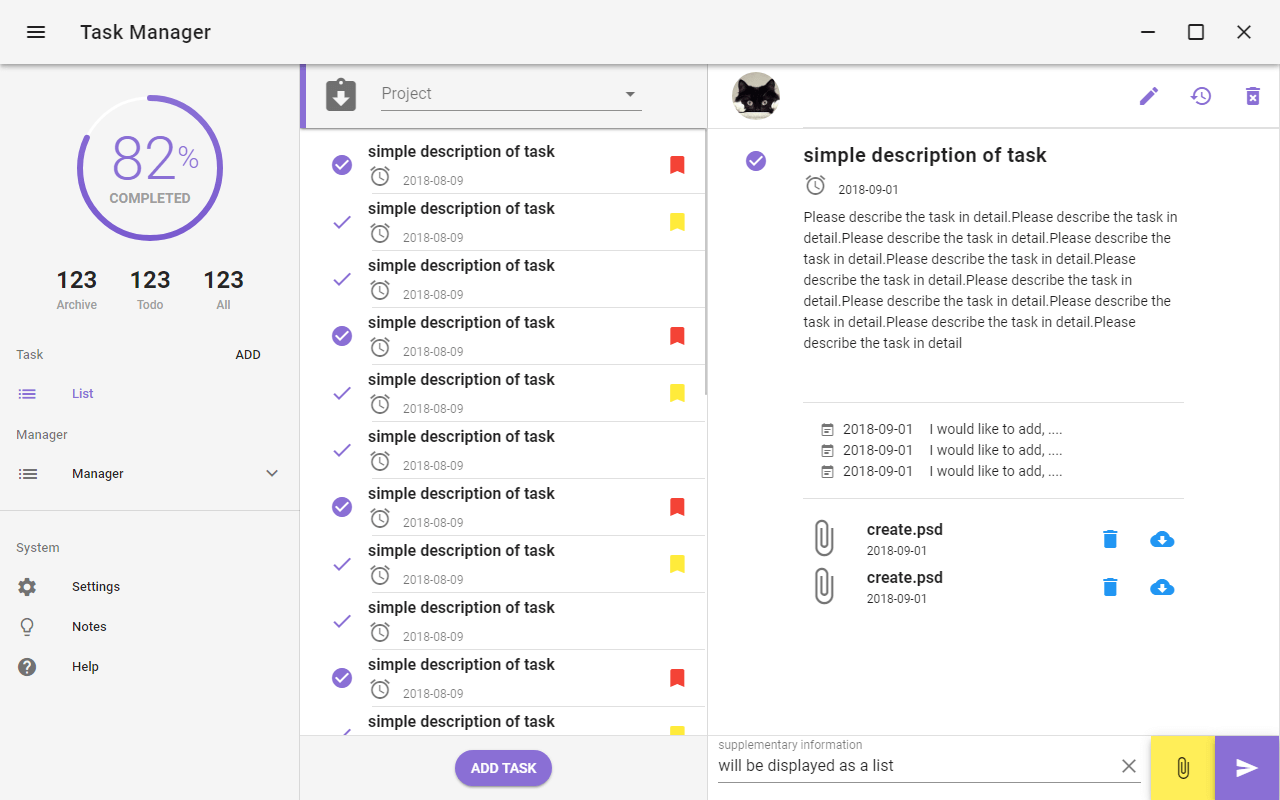 Task Manager
82%
COMPLETED
123 123 123
Archive Todo All
Task ADD
List
Manager
Manager
System
Settings
Notes
Help
Project
simple description of task
2018-08-09
simple description of task
2018-08-09
simple description of task
2018-08-09
simple description of task
2018-08-09
simple description of task
2018-08-09
simple description of task
2018-08-09
simple description of task
2018-08-09
simple description of task
2018-08-09
simple description of task
2018-08-09
simple description of task
2018-08-09
simple description of task
ADD TASK
simple description of task
2018-09-01
Please describe the task in detail.Please describe the task in
detail.Please describe the task in detail.Please describe the
task in detail.Please describe the task in detail.Please
describe the task in detail.Please describe the task in
detail.Please describe the task in detail.Please describe the
task in detail.Please describe the task in detail.Please
describe the task in detail
2018-09-01 I would like to add, ....
2018-09-01 I would like to add, ....
2018-09-01 I would like to add, ....
create.psd
2018-09-01
create.psd
2018-09-01
supplementary information
will be displayed as a list